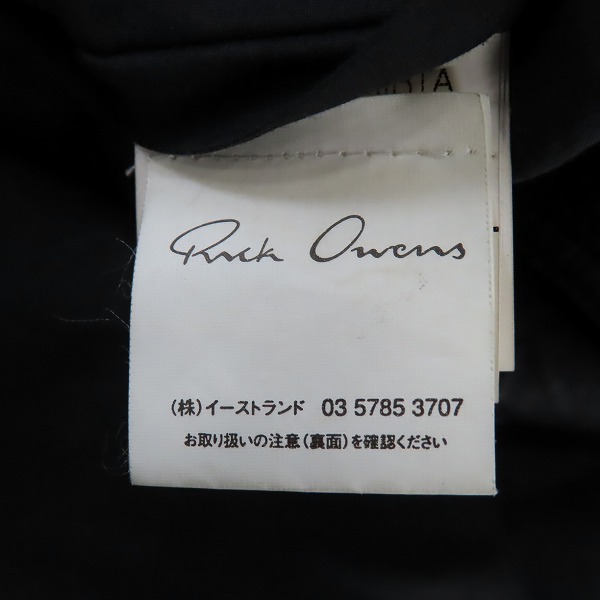 Rick Owens
(株)イーストランド 03 5785 3707
お取り扱いの注意(裏面)を確認ください